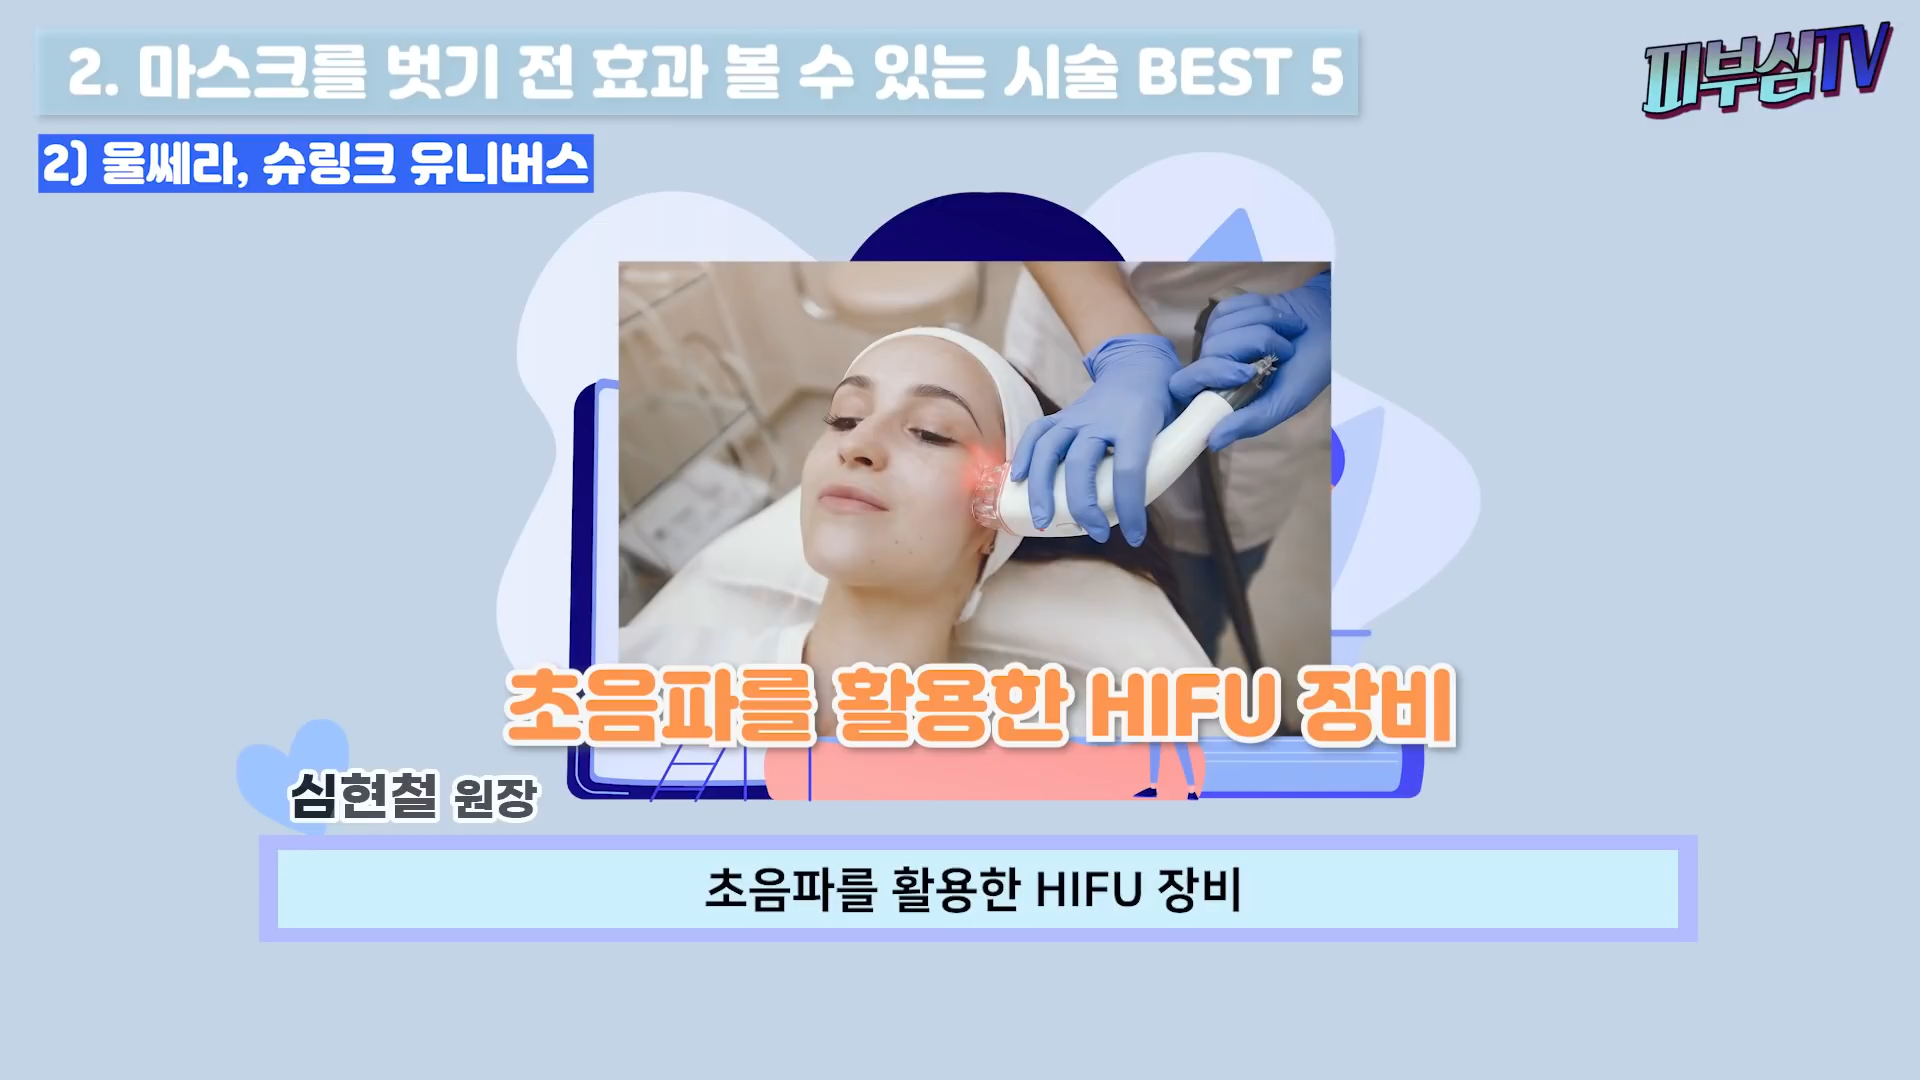 2. 마스크를 벗기 전 효과 볼 수 있는 시술 BEST 5
피부심TV
2) 울쎄라, 슈링크 유니버스
초음파를 활용한 HIFU 장비
심현철 원장
초음파를 활용한 HIFU 장비